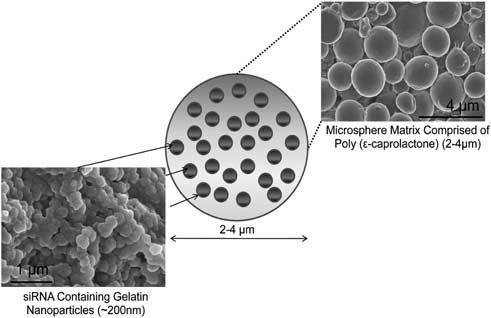 4 μm
Microsphere Matrix Comprised of
Poly (ε-caprolactone) (2-4μm)
2-4 μm
1 μm
siRNA Containing Gelatin
Nanoparticles (~200nm)